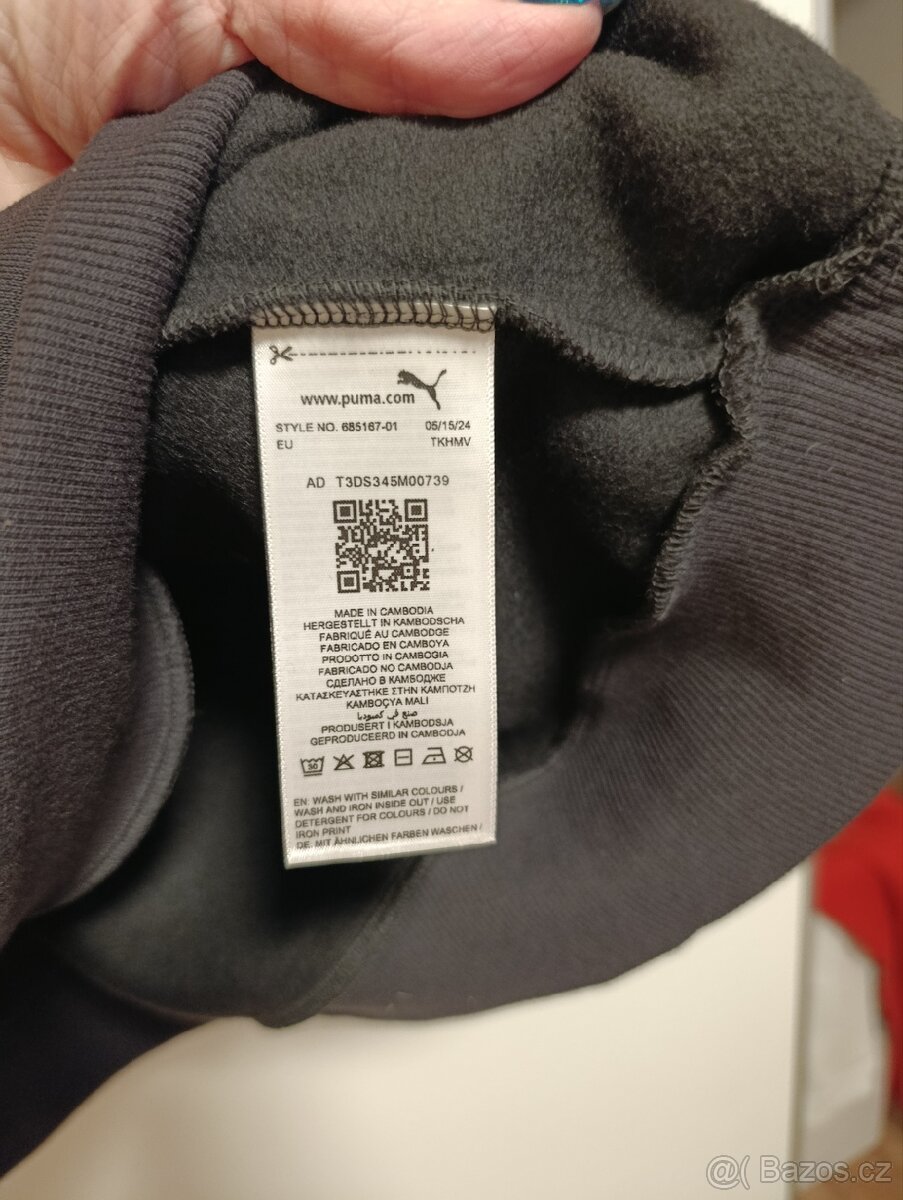 www.puma.com
STYLE NO. 685167-01 05/15/24
EU TKHMV
AD T3DS345M00739
MADE IN CAMBODIA
HERGESTELLT IN KAMBODSCHA
FABRIQUÉ AU CAMBODGE
FABRICADO EN CAMBOYA
PRODOTTO IN CAMBOGIA
FABRICADO NO CAMBODJA
СДЕЛАНО В КАМБОДЖЕ
ΚΑΤΑΣΚΕΥΑΣΤΗΚΕ ΣΤΗΝ ΚΑΜΠΟΤΖΗ
KAMBOÇYA MALI
صنع في كمبوديا
PRODUSERT I KAMBODSJA
GEPRODUCEERD IN CAMBODJA
30
EN: WASH WITH SIMILAR COLOURS /
WASH AND IRON INSIDE OUT / USE
DETERGENT FOR COLOURS / DO NOT
IRON PRINT
DE: MIT ÄHNLICHEN FARBEN WASCHEN /
@( Bazos.cz